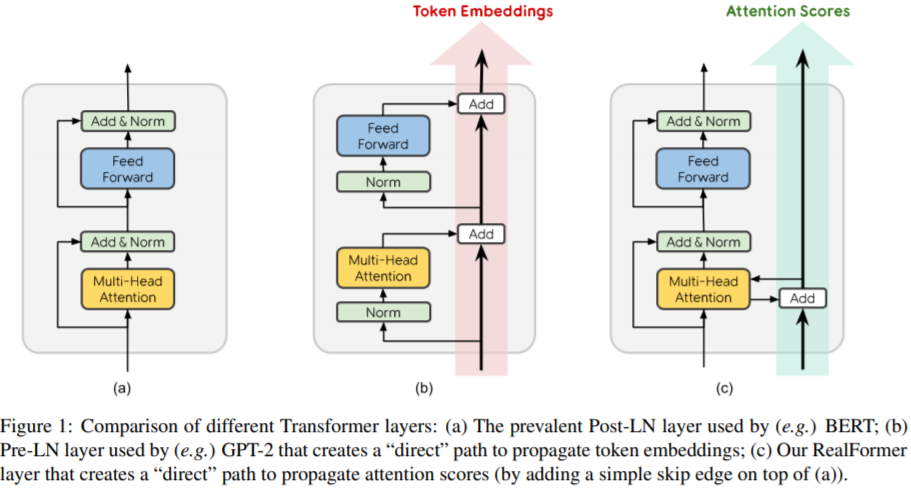 Token Embeddings
Attention Scores
Add & Norm
Feed
Forward
Add & Norm
Multi-Head
Attention
(a)
Add
Feed
Forward
Norm
Add
Multi-Head
Attention
Norm
(b)
Add & Norm
Feed
Forward
Add & Norm
Multi-Head
Attention
Add
(c)
Figure 1: Comparison of different Transformer layers: (a) The prevalent Post-LN layer used by (e.g.) BERT; (b)
Pre-LN layer used by (e.g.) GPT-2 that creates a “direct” path to propagate token embeddings; (c) Our RealFormer
layer that creates a “direct” path to propagate attention scores (by adding a simple skip edge on top of (a)).